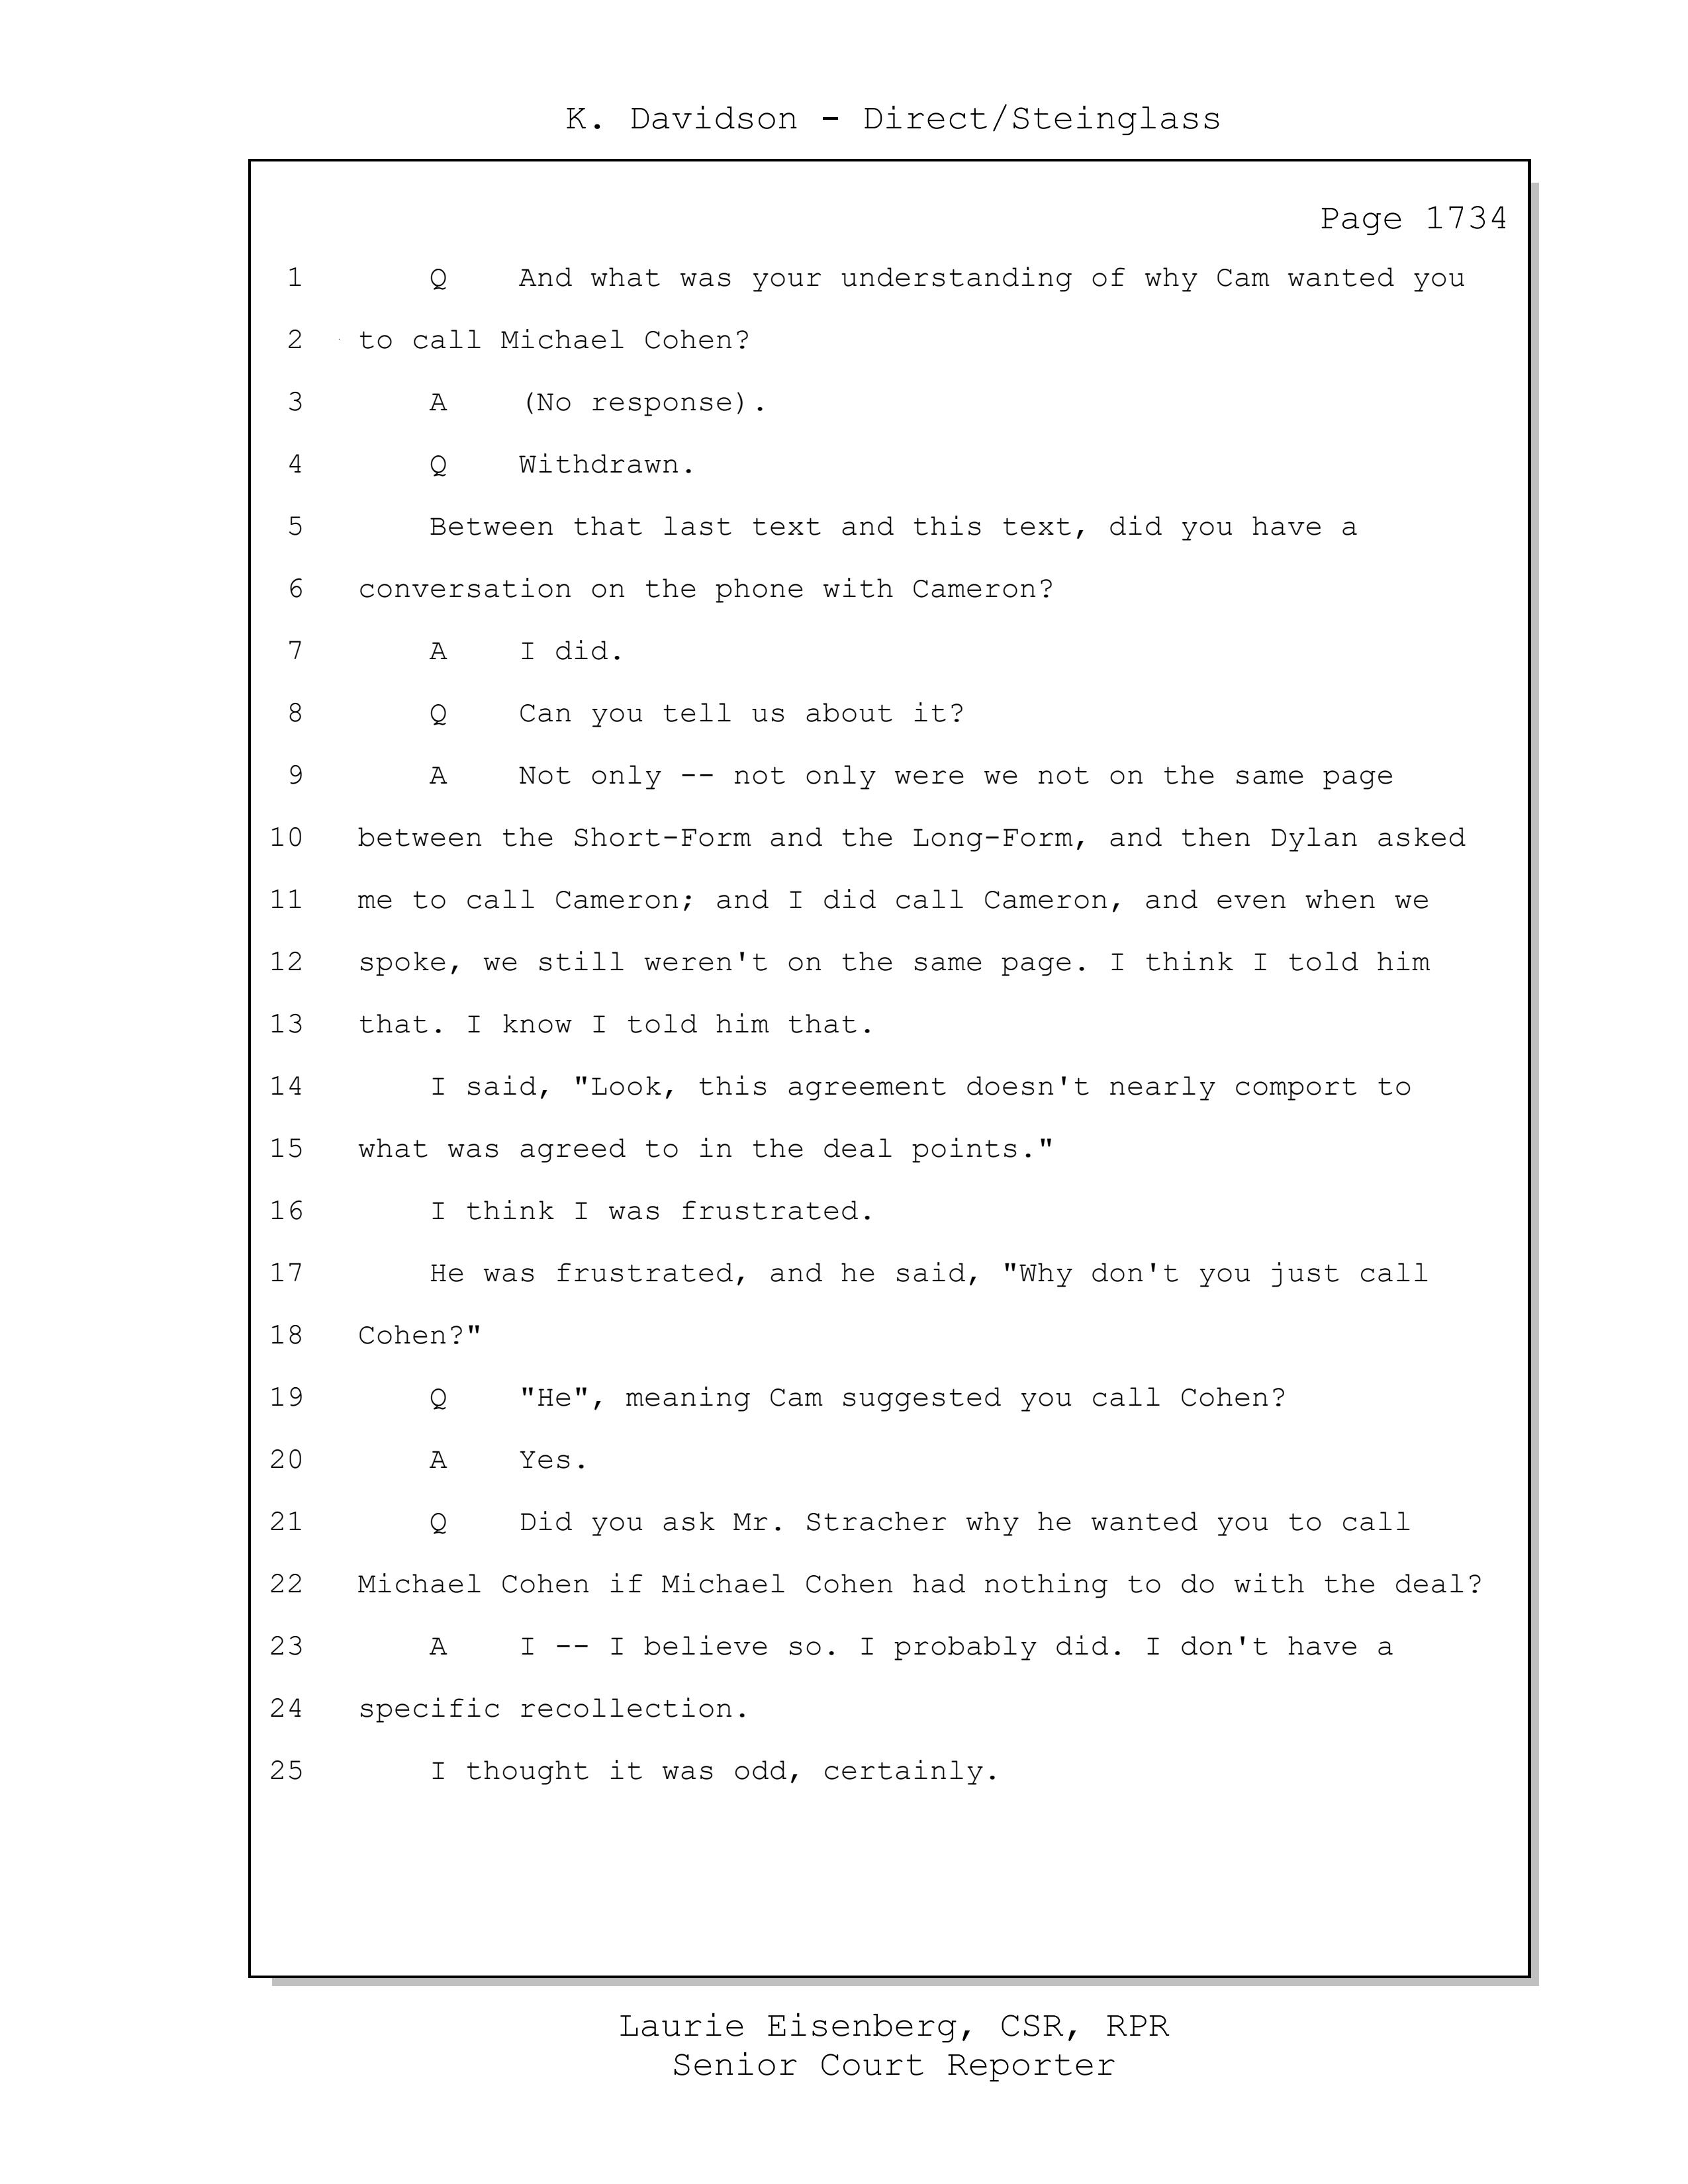 K. Davidson - Direct/Steinglass
Page 1734
1 Q And what was your understanding of why Cam wanted you
2 to call Michael Cohen?
3 A (No response).
4 Q Withdrawn.
5 Between that last text and this text, did you have a
6 conversation on the phone with Cameron?
7 A I did.
8 Q Can you tell us about it?
9 A Not only -- not only were we not on the same page
10 between the Short-Form and the Long-Form, and then Dylan asked
11 me to call Cameron; and I did call Cameron, and even when we
12 spoke, we still weren't on the same page. I think I told him
13 that. I know I told him that.
14 I said, "Look, this agreement doesn't nearly comport to
15 what was agreed to in the deal points."
16 I think I was frustrated.
17 He was frustrated, and he said, "Why don't you just call
18 Cohen?"
19 Q "He", meaning Cam suggested you call Cohen?
20 A Yes.
21 Q Did you ask Mr. Stracher why he wanted you to call
22 Michael Cohen if Michael Cohen had nothing to do with the deal?
23 A I -- I believe so. I probably did. I don't have a
24 specific recollection.
25 I thought it was odd, certainly.
Laurie Eisenberg, CSR, RPR
Senior Court Reporter